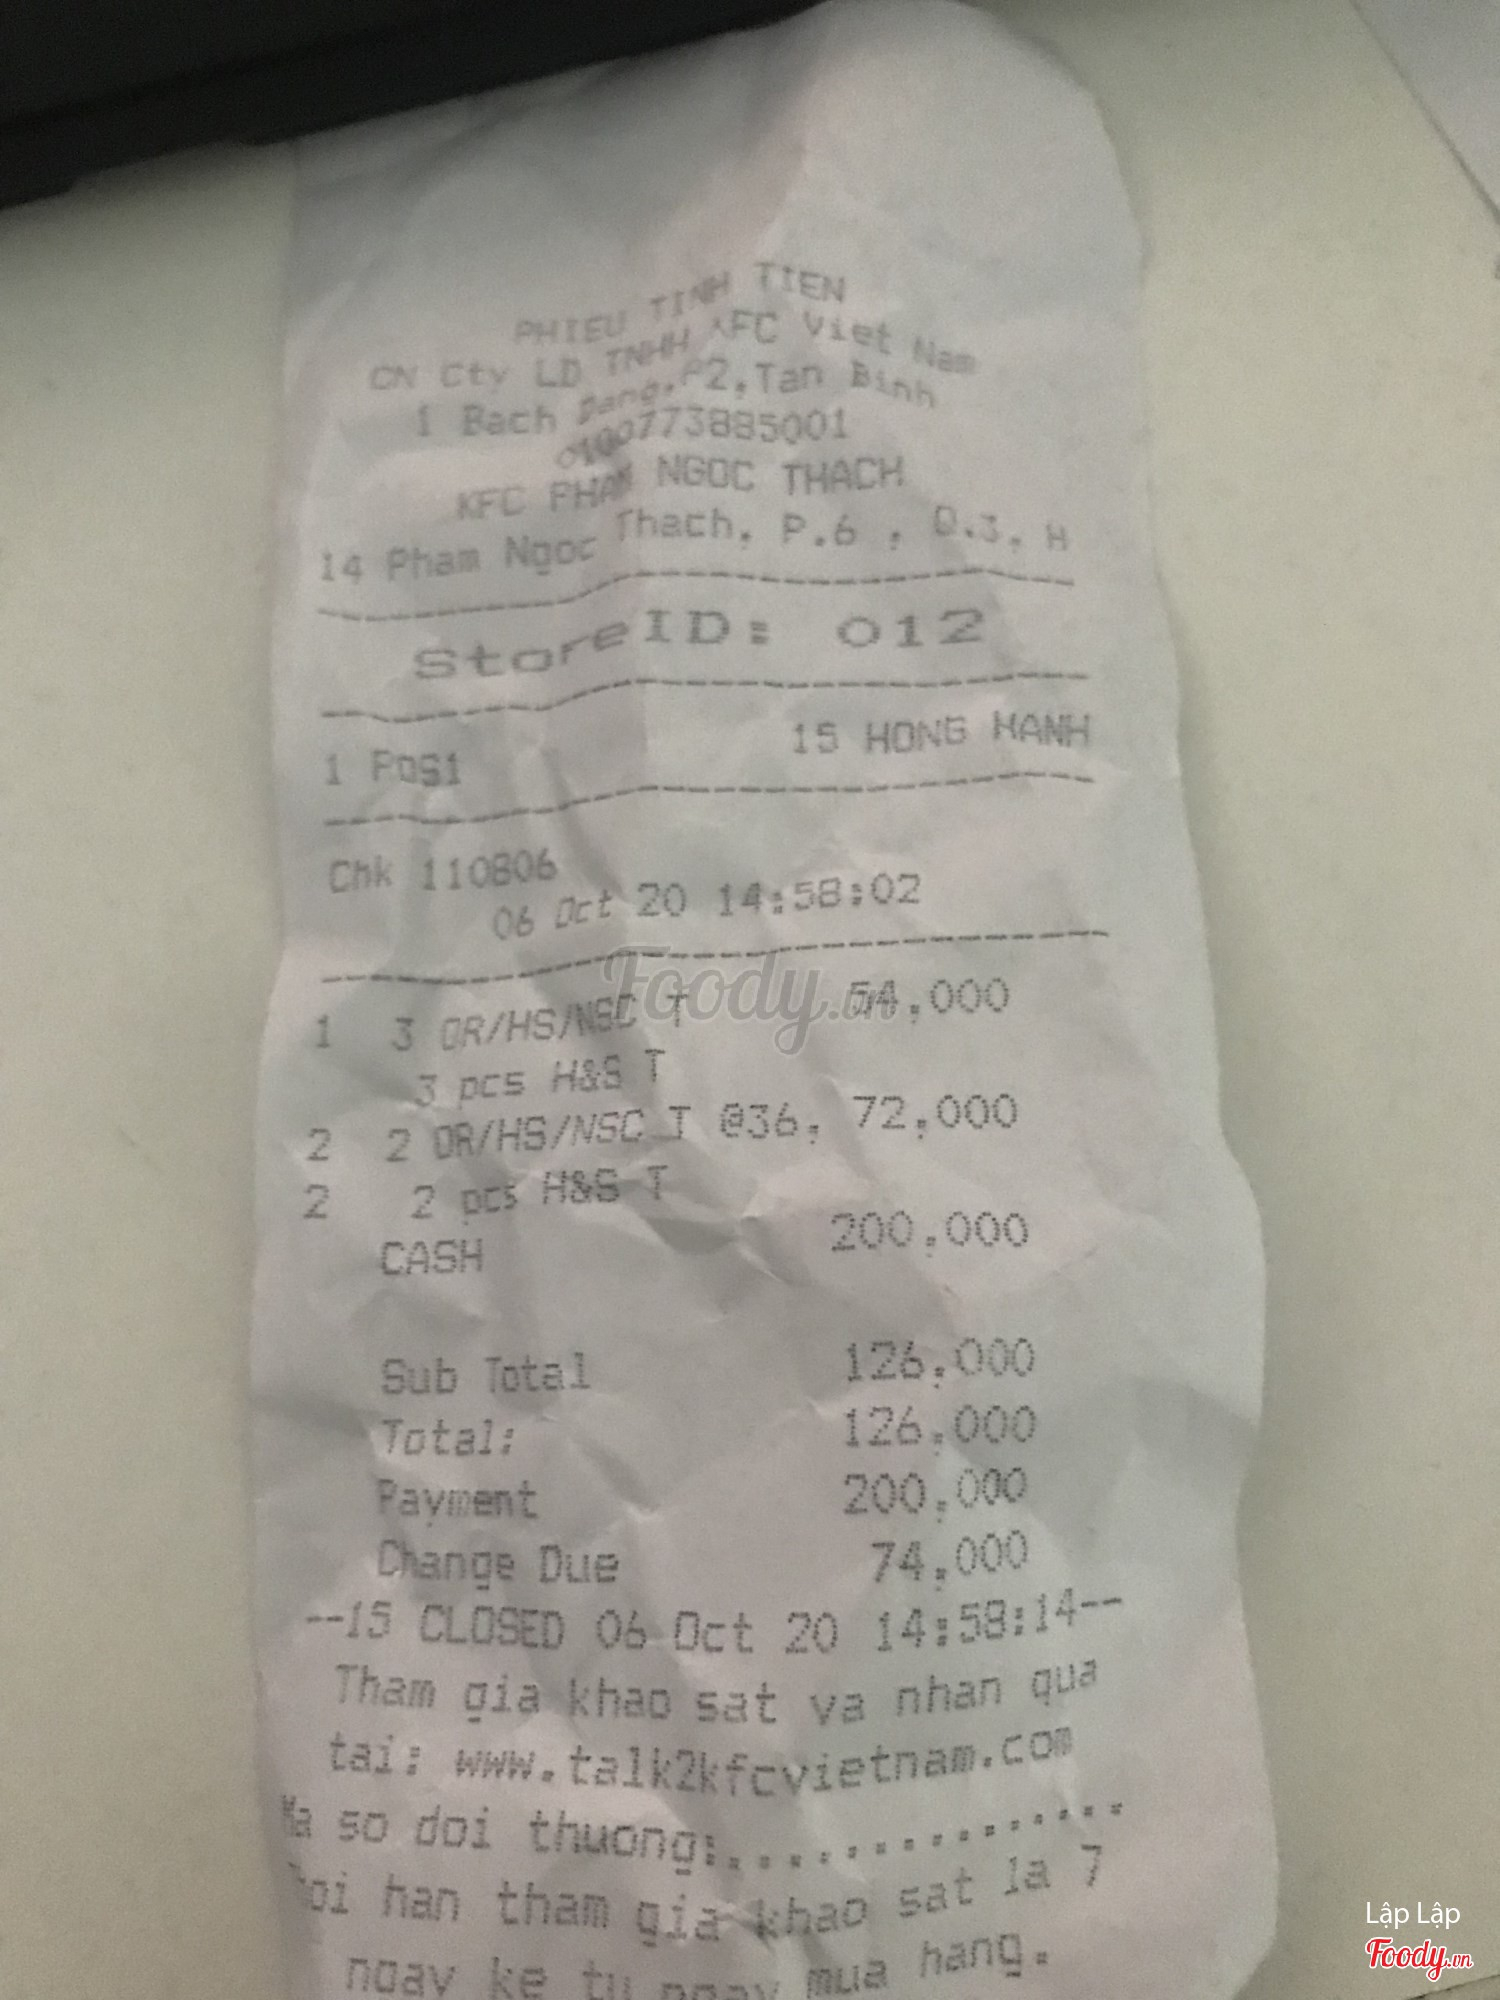 PHIEU TINH TIEN
CN Cty LD TNHH KFC Viet Nam
1 Bach Dang,P2,Tan Binh
0100773885001
KFC PHAM NGOC THACH
14 Pham Ngoc Thach, P.6 , Q.3, H
StoreID: 012
1 Pos1 15 HONG HANH
Chk 110806
06 Oct 20 14:58:02
1 3 OR/HS/NSC T 54,000
3 pcs H&S T
2 2 OR/HS/NSC T @36, 72,000
2 2 pcs H&S T
CASH 200,000
Sub Total 126,000
Total: 126,000
Payment 200,000
Change Due 74,000
--15 CLOSED 06 Oct 20 14:58:14--
Tham gia khao sat va nhan qua
tai: www.talk2kfcvietnam.com
Ma so doi thuong:..............
han tham gia khao sat la 7
ngay ke tu ngay mua hang.
Foody.vn
Lập Lập
Foody.vn